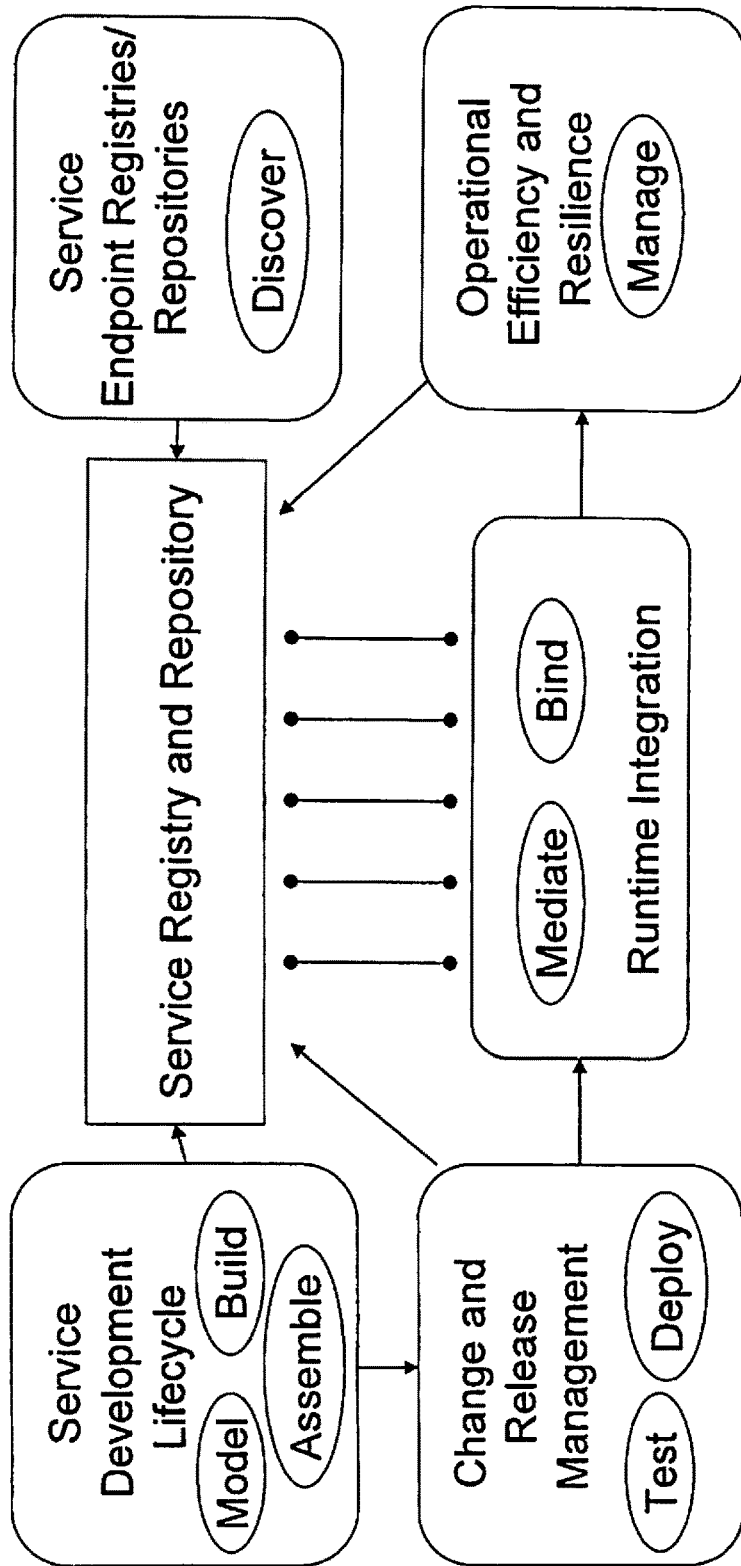 Service
Development
Lifecycle
Model
Build
Assemble
Service Registry and Repository
Service
Endpoint Registries/
Repositories
Discover
Change and
Release
Management
Test
Deploy
Mediate
Bind
Runtime Integration
Operational
Efficiency and
Resilience
Manage